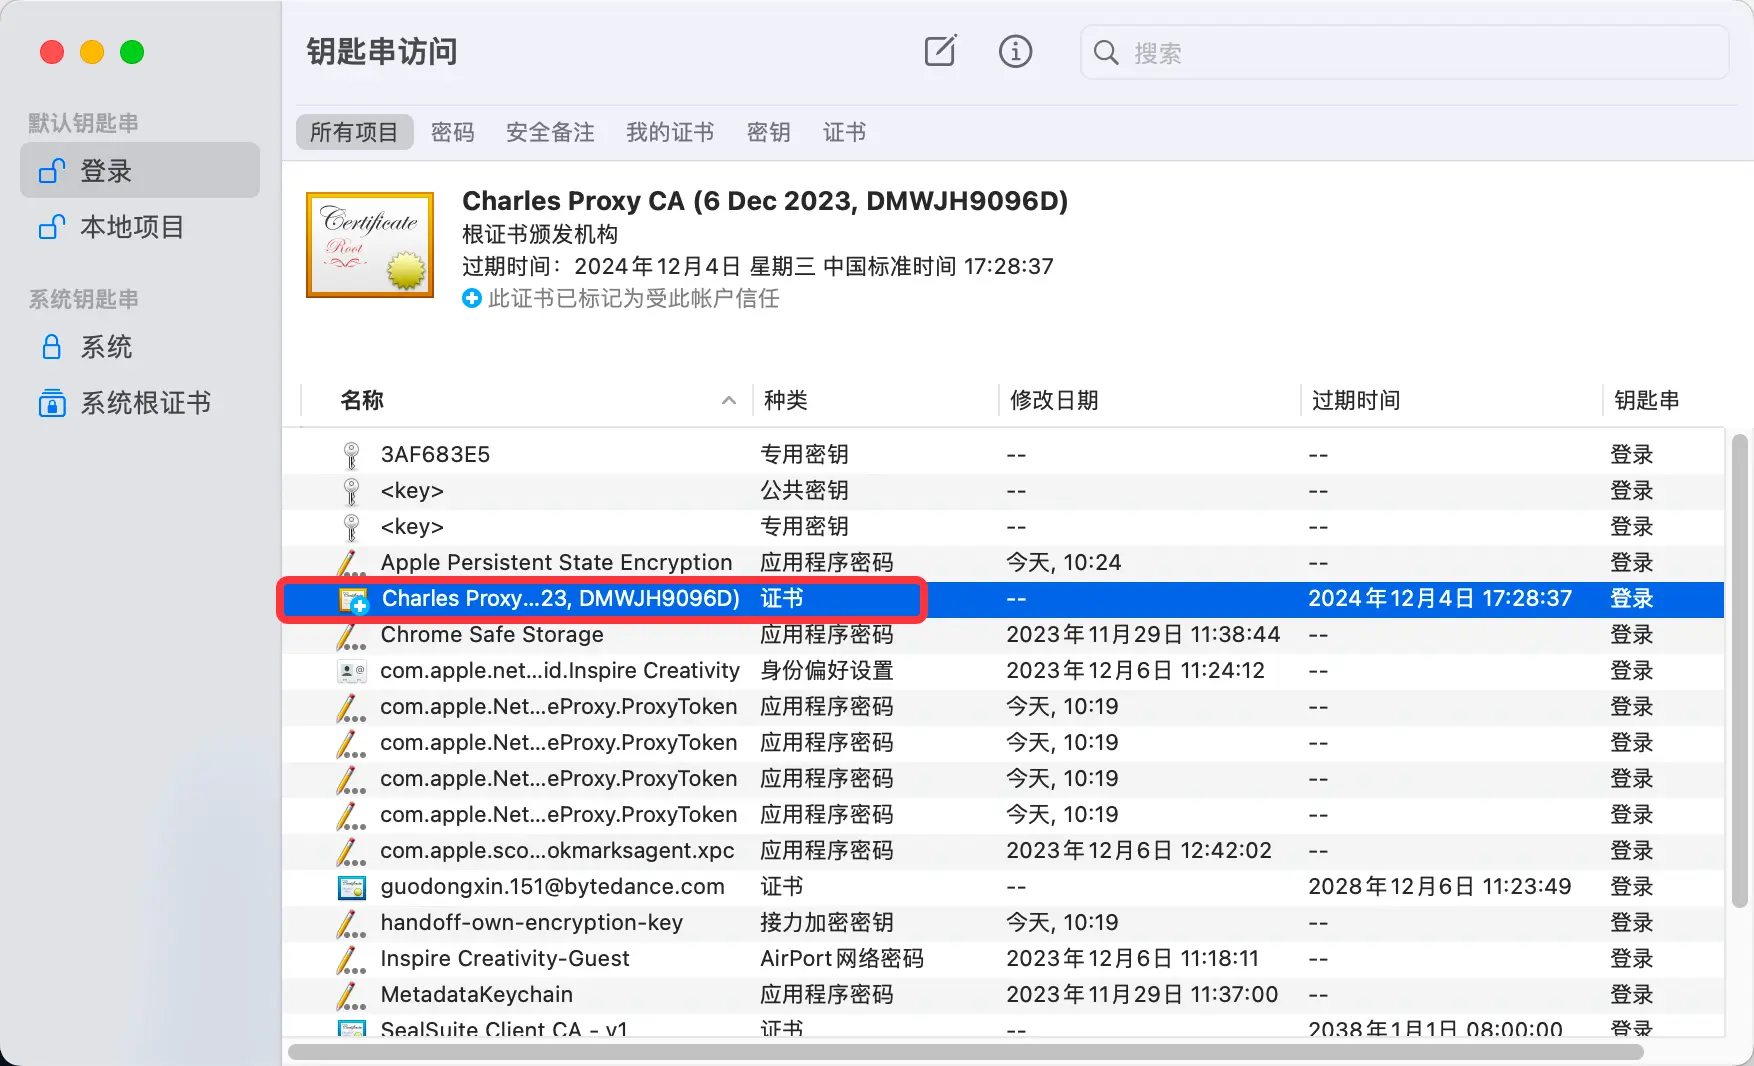 钥匙串访问
搜索
默认钥匙串
登录
本地项目
系统钥匙串
系统
系统根证书
所有项目 密码 安全备注 我的证书 密钥 证书
Certificate
Root
Charles Proxy CA (6 Dec 2023, DMWJH9096D)
根证书颁发机构
过期时间：2024年12月4日 星期三 中国标准时间 17:28:37
此证书已标记为受此帐户信任
名称 种类 修改日期 过期时间 钥匙串
3AF683E5 专用密钥 -- -- 登录
<key> 公共密钥 -- -- 登录
<key> 专用密钥 -- -- 登录
Apple Persistent State Encryption 应用程序密码 今天, 10:24 -- 登录
Charles Proxy...23, DMWJH9096D) 证书 -- 2024年12月4日 17:28:37 登录
Chrome Safe Storage 应用程序密码 2023年11月29日 11:38:44 -- 登录
com.apple.net...id.Inspire Creativity 身份偏好设置 2023年12月6日 11:24:12 -- 登录
com.apple.Net...eProxy.ProxyToken 应用程序密码 今天, 10:19 -- 登录
com.apple.Net...eProxy.ProxyToken 应用程序密码 今天, 10:19 -- 登录
com.apple.Net...eProxy.ProxyToken 应用程序密码 今天, 10:19 -- 登录
com.apple.Net...eProxy.ProxyToken 应用程序密码 今天, 10:19 -- 登录
com.apple.sco...okmarksagent.xpc 应用程序密码 2023年12月6日 12:42:02 -- 登录
guodongxin.151@bytedance.com 证书 -- 2028年12月6日 11:23:49 登录
handoff-own-encryption-key 接力加密密钥 今天, 10:19 -- 登录
Inspire Creativity-Guest AirPort网络密码 2023年12月6日 11:18:11 -- 登录
MetadataKeychain 应用程序密码 2023年11月29日 11:37:00 -- 登录
SealSuite Client CA - v1 证书 -- 2038年1月1日 08:00:00 登录